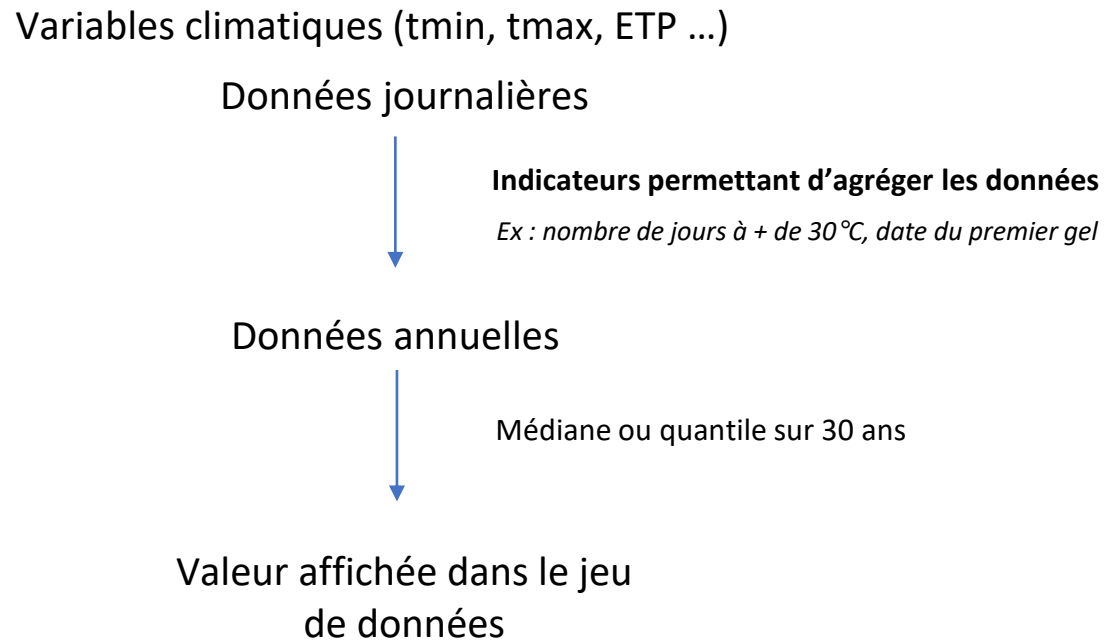 Variables climatiques (tmin, tmax, ETP …)
Données journalières
Indicateurs permettant d’agréger les données
Ex : nombre de jours à + de 30°C, date du premier gel
Données annuelles
Médiane ou quantile sur 30 ans
Valeur affichée dans le jeu
de données